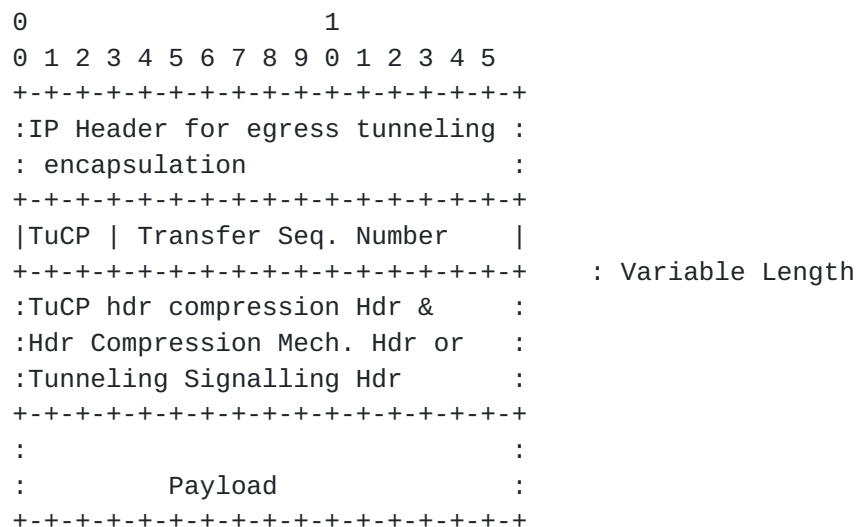 0                   1
0 1 2 3 4 5 6 7 8 9 0 1 2 3 4 5
+-+-+-+-+-+-+-+-+-+-+-+-+-+-+-+-+
:IP Header for egress tunneling :
: encapsulation                 :
+-+-+-+-+-+-+-+-+-+-+-+-+-+-+-+-+
|TuCP | Transfer Seq. Number    |
+-+-+-+-+-+-+-+-+-+-+-+-+-+-+-+-+    : Variable Length
:TuCP hdr compression Hdr &     :
:Hdr Compression Mech. Hdr or   :
:Tunneling Signalling Hdr       :
+-+-+-+-+-+-+-+-+-+-+-+-+-+-+-+-+
:                               :
:         Payload               :
+-+-+-+-+-+-+-+-+-+-+-+-+-+-+-+-+